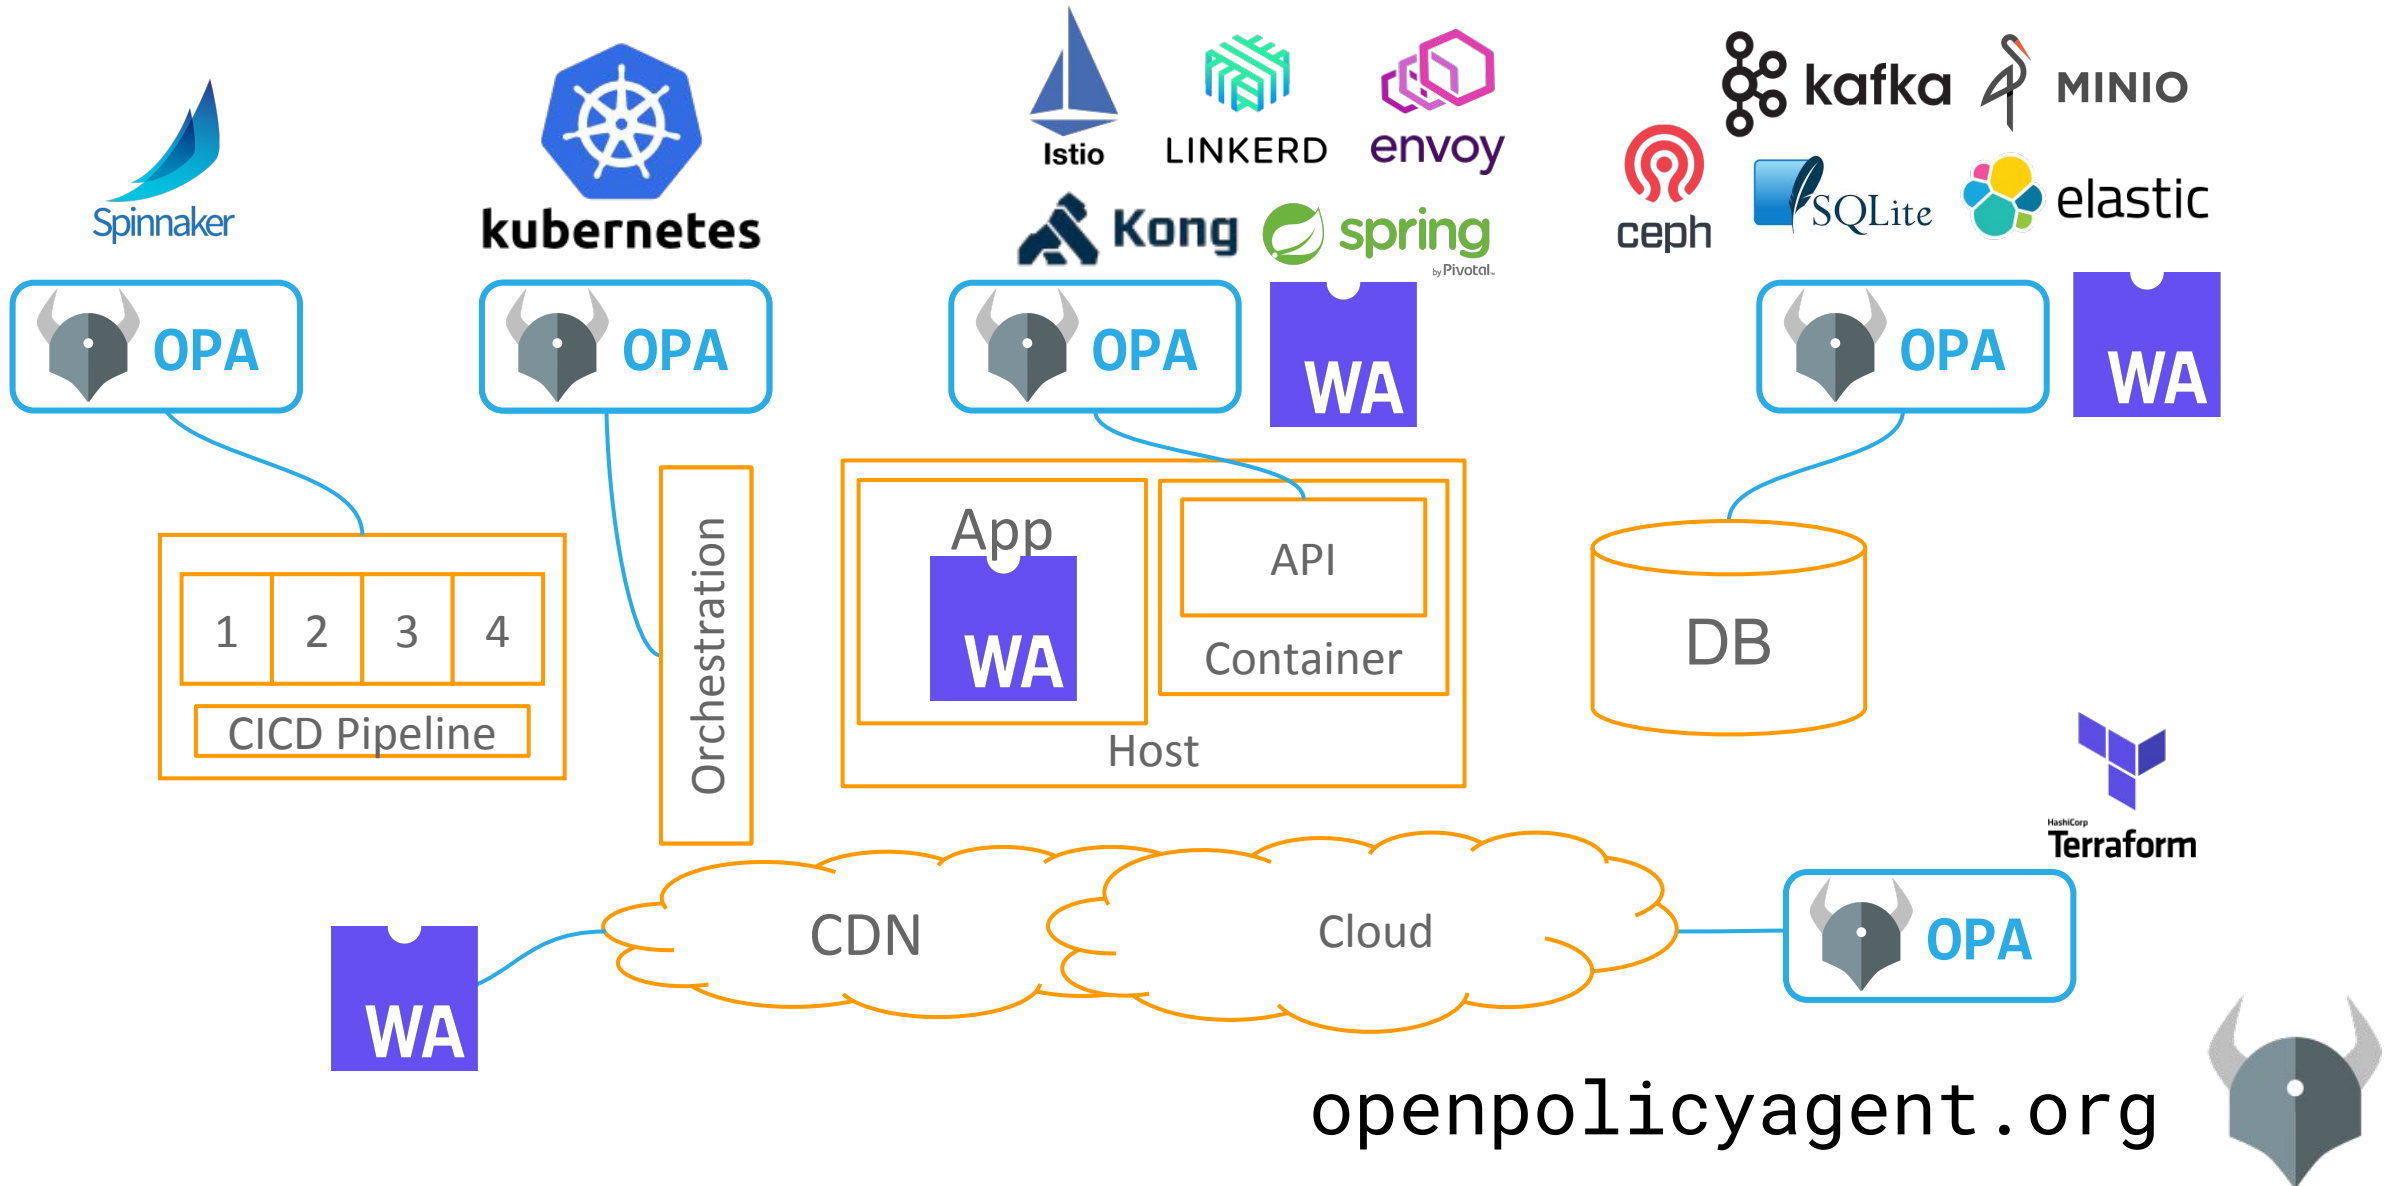 Spinnaker
kubernetes
Istio
LINKERD
envoy
Kong
spring
by Pivotal™
kafka
MINIO
ceph
SQLite
elastic
OPA
OPA
OPA
WA
OPA
WA
1 2 3 4
CICD Pipeline
Orchestration
App
WA
API
Container
Host
DB
HashiCorp
Terraform
CDN
Cloud
OPA
WA
openpolicyagent.org